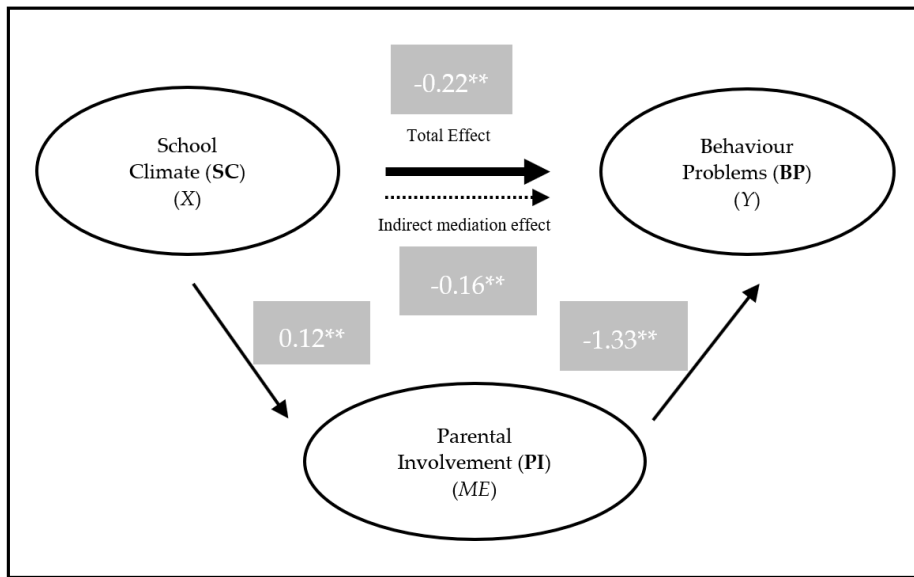 -0.22**
Total Effect
School
Climate (SC)
(X)
Behaviour
Problems (BP)
(Y)
Indirect mediation effect
-0.16**
0.12**
-1.33**
Parental
Involvement (PI)
(ME)